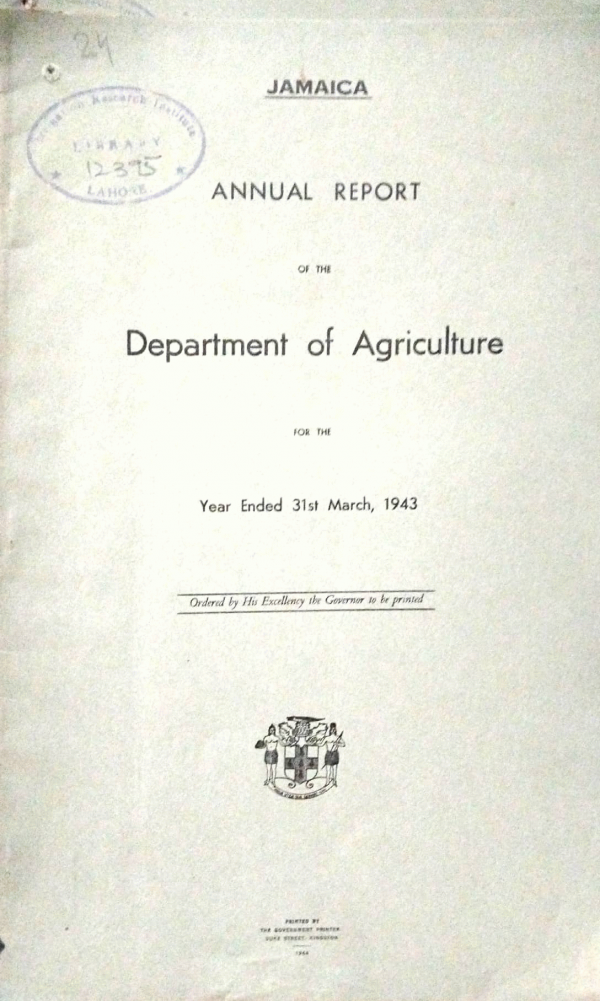 24
JAMAICA
Research Institute
LIBRARY
12395
LAHORE
ANNUAL REPORT
OF THE
Department of Agriculture
FOR THE
Year Ended 31st March, 1943
Ordered by His Excellency the Governor to be printed
PRINTED BY
THE GOVERNMENT PRINTER
DUKE STREET, KINGSTON